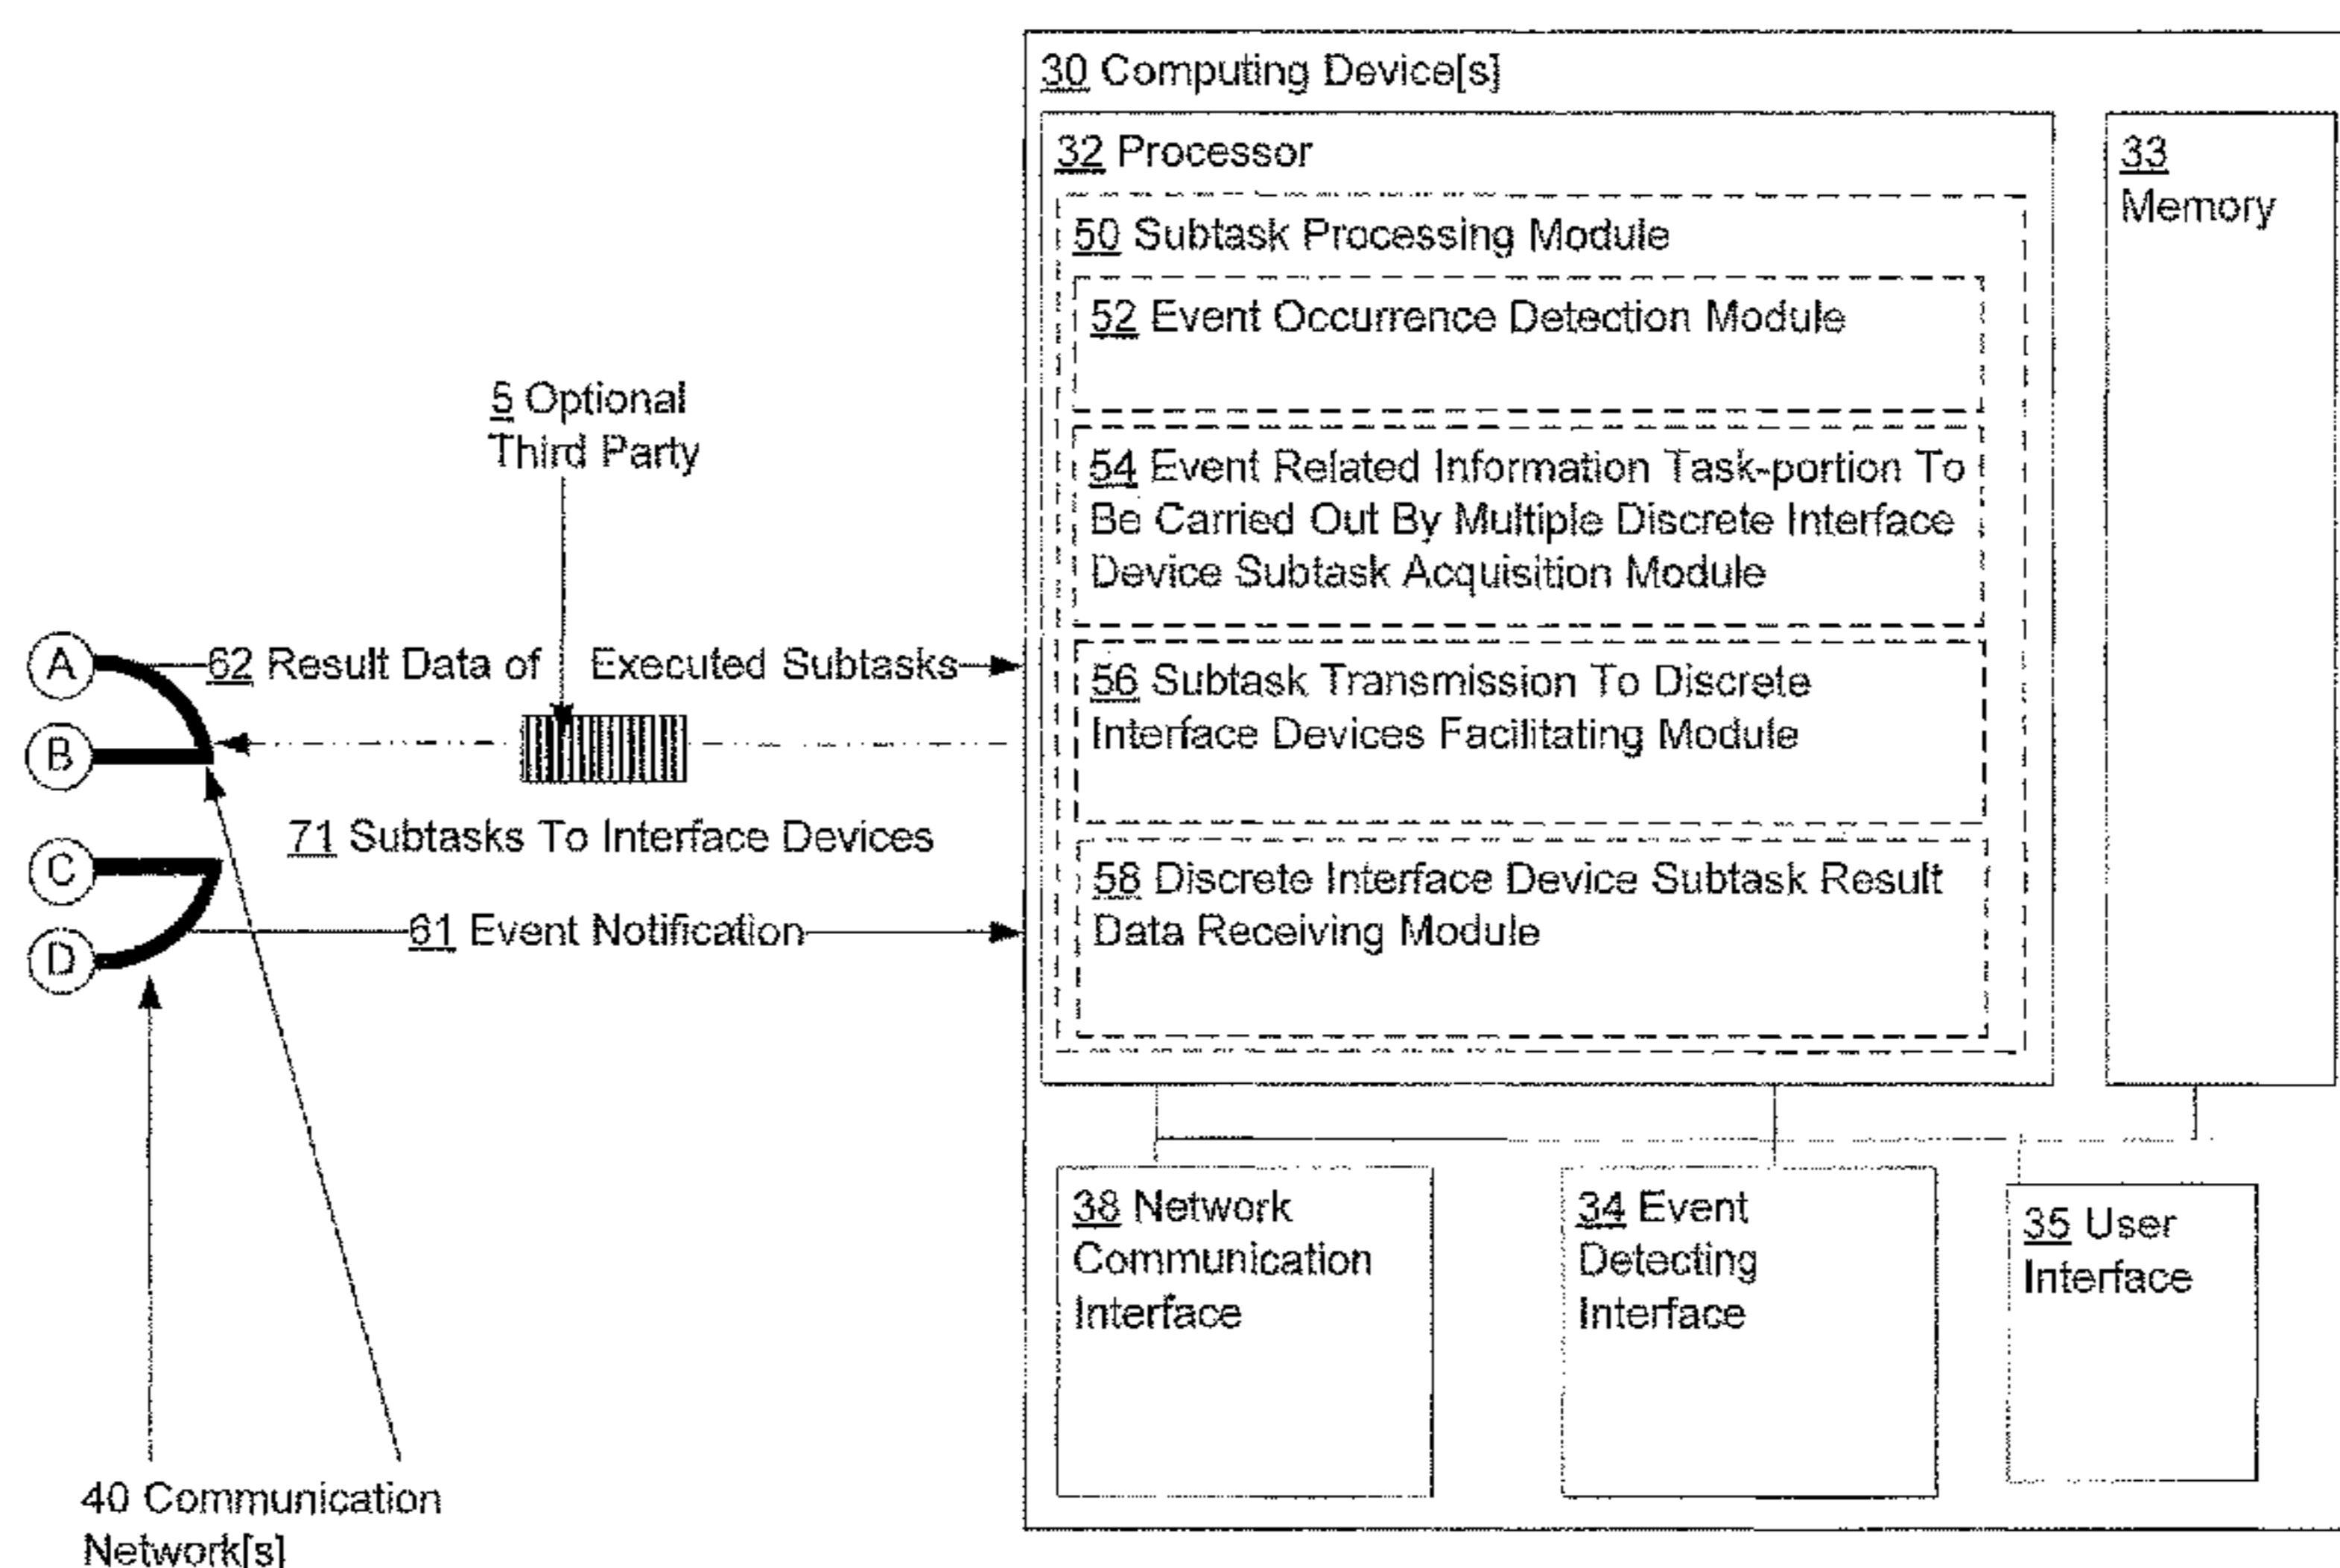 30 Computing Device[s]
32 Processor
33
Memory
50 Subtask Processing Module
52 Event Occurrence Detection Module
54 Event Related Information Task-portion To
Be Carried Out By Multiple Discrete Interface
Device Subtask Acquisition Module
56 Subtask Transmission To Discrete
Interface Devices Facilitating Module
58 Discrete Interface Device Subtask Result
Data Receiving Module
5 Optional
Third Party
A
62 Result Data of Executed Subtasks
B
71 Subtasks To Interface Devices
C
61 Event Notification
D
38 Network
Communication
Interface
34 Event
Detecting
Interface
35 User
Interface
40 Communication
Network[s]